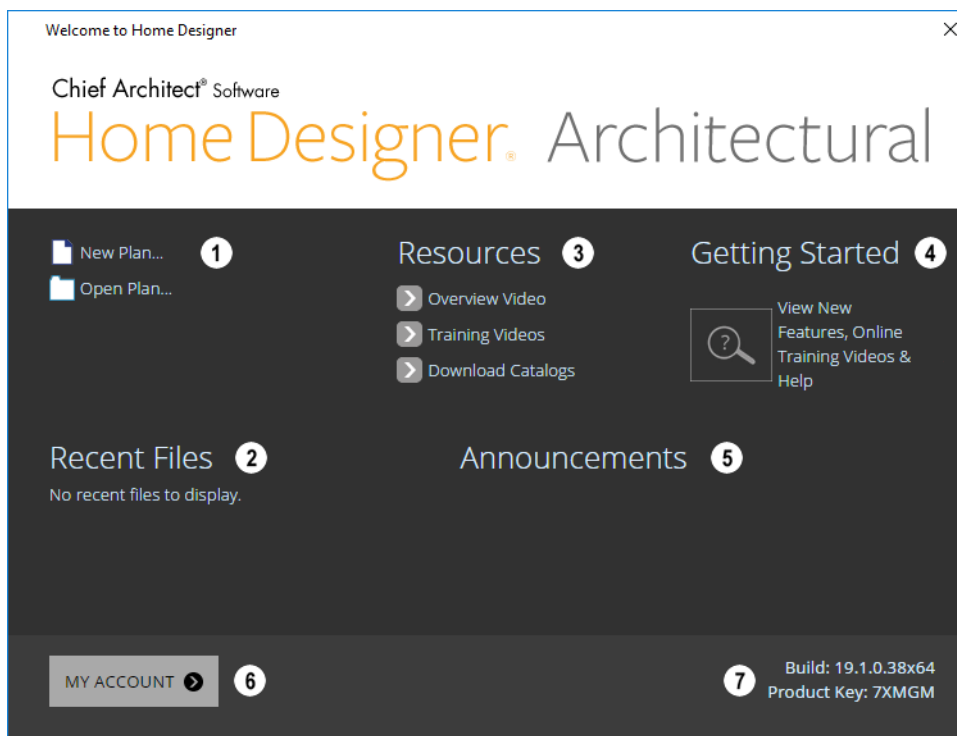 Welcome to Home Designer
Chief Architect® Software
Home Designer® Architectural
New Plan... 1
Open Plan...
Resources 3
Overview Video
Training Videos
Download Catalogs
Getting Started 4
?
View New
Features, Online
Training Videos &
Help
Recent Files 2
No recent files to display.
Announcements 5
MY ACCOUNT 6
7
Build: 19.1.0.38x64
Product Key: 7XMGM